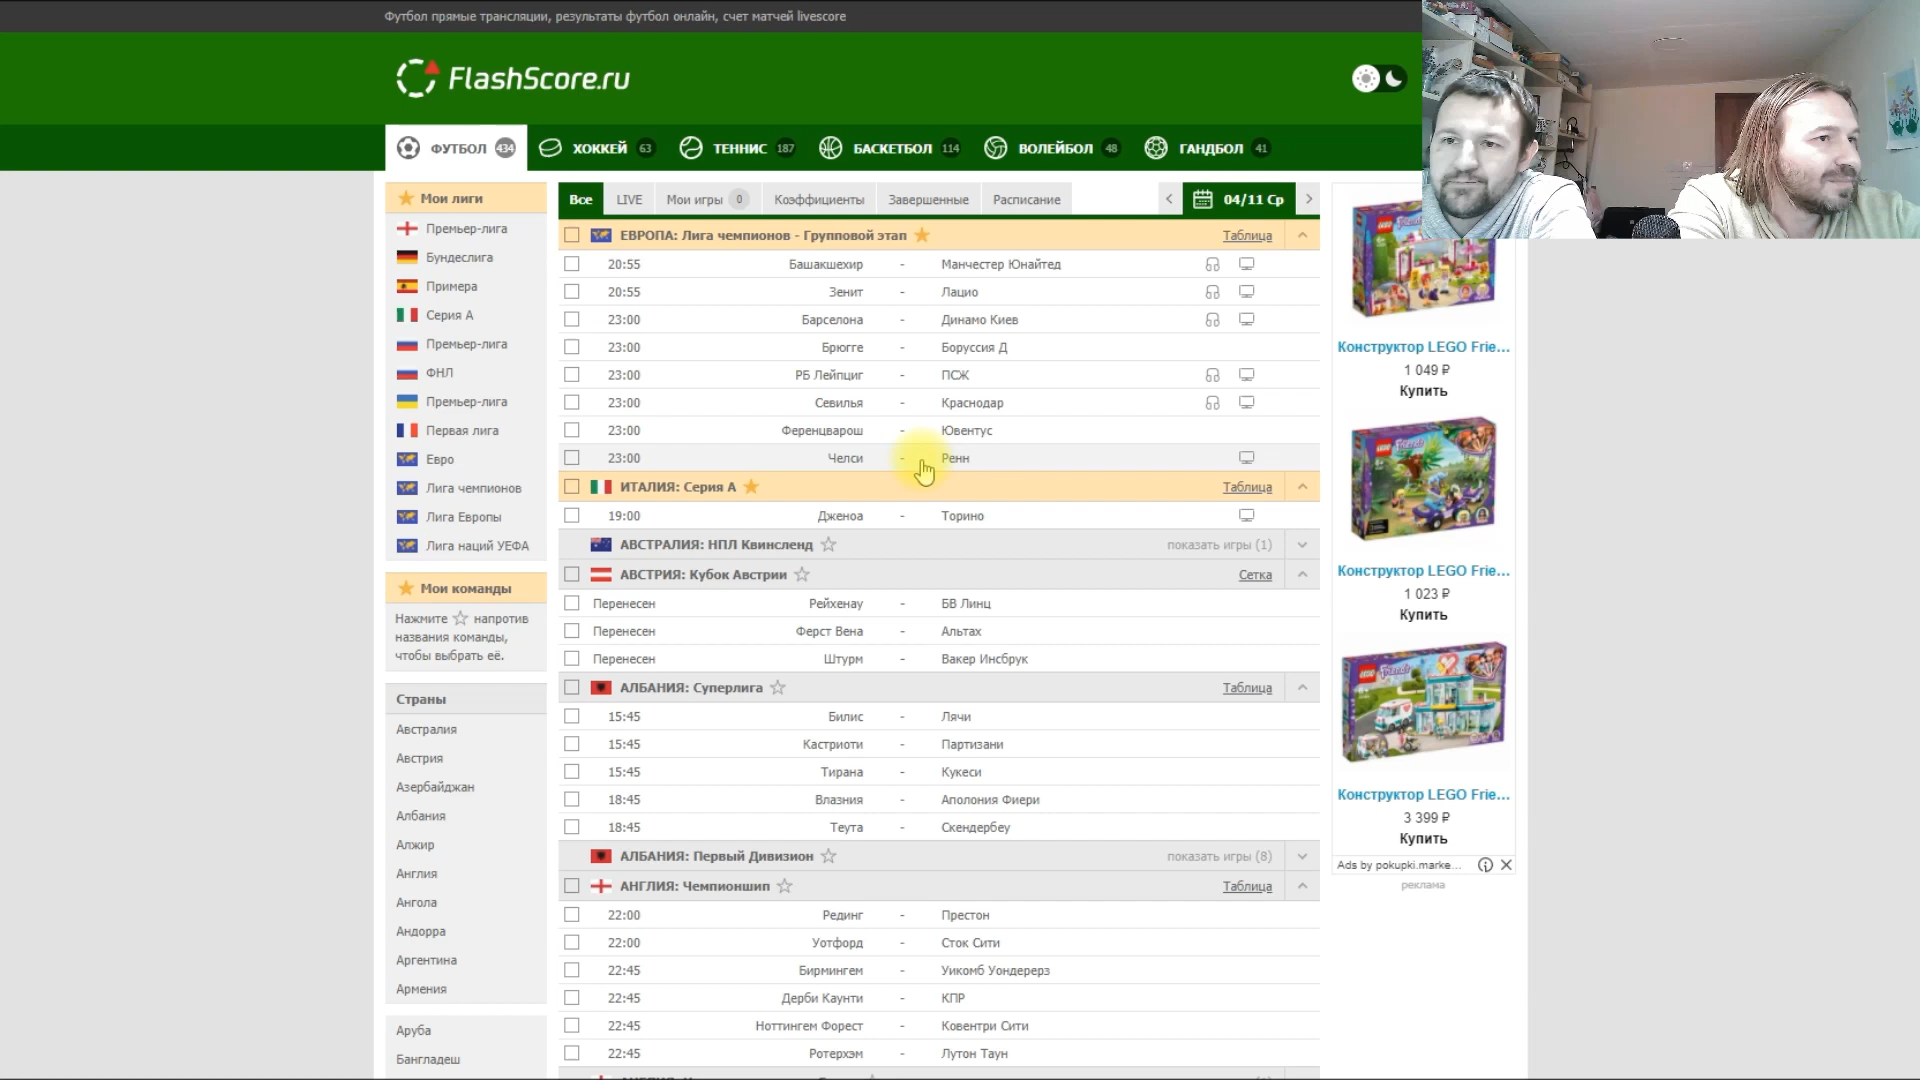 Футбол прямые трансляции, результаты футбол онлайн, счет матчей livescore
FlashScore.ru
ФУТБОЛ 434 ХОККЕЙ 63 ТЕННИС 187 БАСКЕТБОЛ 114 ВОЛЕЙБОЛ 48 ГАНДБОЛ 41
Мои лиги
Премьер-лига
Бундеслига
Примера
Серия А
Премьер-лига
ФНЛ
Премьер-лига
Первая лига
Евро
Лига чемпионов
Лига Европы
Лига наций УЕФА
Мои команды
Нажмите напротив
названия команды,
чтобы выбрать её.
Страны
Австралия
Австрия
Азербайджан
Албания
Алжир
Англия
Ангола
Андорра
Аргентина
Армения
Аруба
Бангладеш
Все LIVE Мои игры 0 Коэффициенты Завершенные Расписание 04/11 Ср
ЕВРОПА: Лига чемпионов - Групповой этап Таблица
20:55 Башакшехир - Манчестер Юнайтед
20:55 Зенит - Лацио
23:00 Барселона - Динамо Киев
23:00 Брюгге - Боруссия Д
23:00 РБ Лейпциг - ПСЖ
23:00 Севилья - Краснодар
23:00 Ференцварош - Ювентус
23:00 Челси - Ренн
ИТАЛИЯ: Серия А Таблица
19:00 Дженоа - Торино
АВСТРАЛИЯ: НПЛ Квинсленд показать игры (1)
АВСТРИЯ: Кубок Австрии Сетка
Перенесен Рейхенау - БВ Линц
Перенесен Ферст Вена - Альтах
Перенесен Штурм - Вакер Инсбрук
АЛБАНИЯ: Суперлига Таблица
15:45 Билис - Лячи
15:45 Кастриоти - Партизани
15:45 Тирана - Кукеси
18:45 Влазния - Аполония Фиери
18:45 Теута - Скендербеу
АЛБАНИЯ: Первый Дивизион показать игры (8)
АНГЛИЯ: Чемпионшип Таблица
22:00 Рединг - Престон
22:00 Уотфорд - Сток Сити
22:45 Бирмингем - Уикомб Уондерерз
22:45 Дерби Каунти - КПР
22:45 Ноттингем Форест - Ковентри Сити
22:45 Ротерхэм - Лутон Таун
Конструктор LEGO Frie...
1 049 ₽
Купить
Конструктор LEGO Frie...
1 023 ₽
Купить
Конструктор LEGO Frie...
3 399 ₽
Купить
Ads by pokupki.marke...
реклама